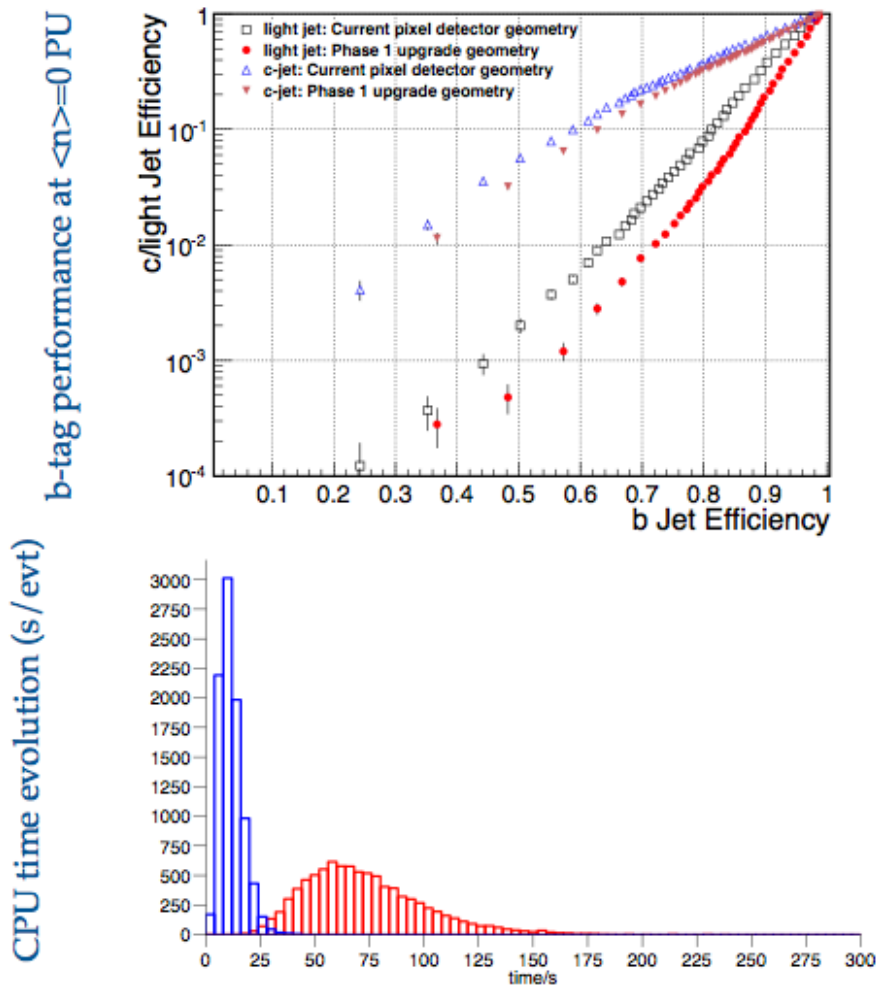 b-tag performance at <n>=0 PU
c/light Jet Efficiency
1
10-1
10-2
10-3
10-4
light jet: Current pixel detector geometry
light jet: Phase 1 upgrade geometry
c-jet: Current pixel detector geometry
c-jet: Phase 1 upgrade geometry
0.1 0.2 0.3 0.4 0.5 0.6 0.7 0.8 0.9 1
b Jet Efficiency
CPU time evolution (s/evt)
3000
2750
2500
2250
2000
1750
1500
1250
1000
750
500
250
0
0 25 50 75 100 125 150 175 200 225 250 275 300
time/s